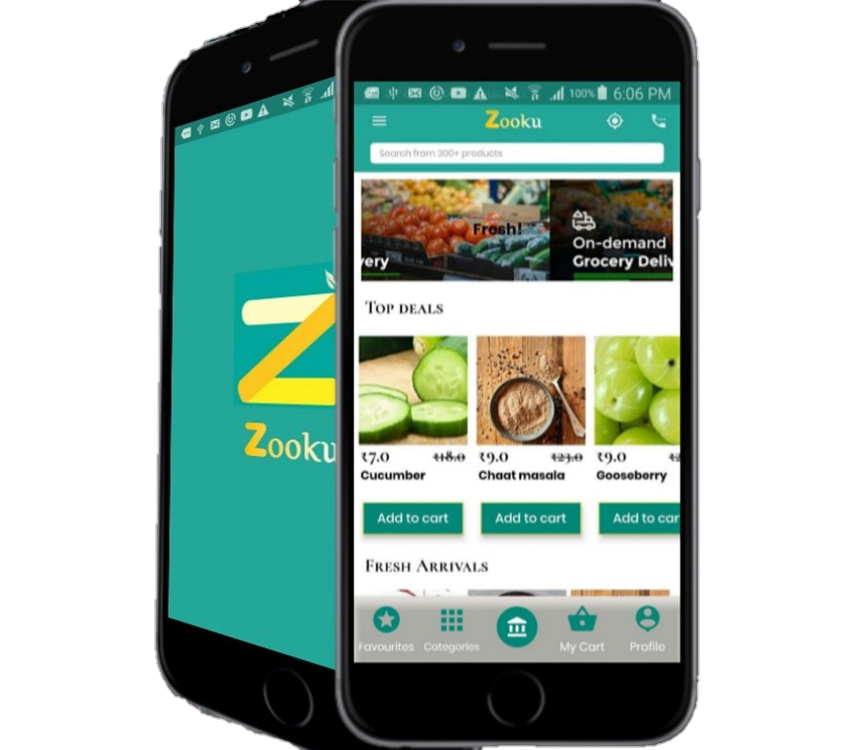 Zooku
100% 6:06 PM
Zooku
Search from 300+ products
Fresh!
very
On-demand
Grocery Deliv
Top deals
₹7.0 ₹18.0
₹9.0 ₹23.0
₹9.0
Cucumber
Chaat masala
Gooseberry
Add to cart
Add to cart
Add to car
Fresh Arrivals
Favourites
Categories
My Cart
Profile